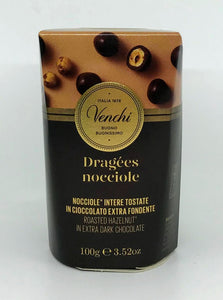 ITALIA 1878
Venchi
BUONO
BUONISSIMO
Dragées
nocciole
NOCCIOLE* INTERE TOSTATE
IN CIOCCOLATO EXTRA FONDENTE
ROASTED HAZELNUT*
IN EXTRA DARK CHOCOLATE
100g ℮ 3.52oz